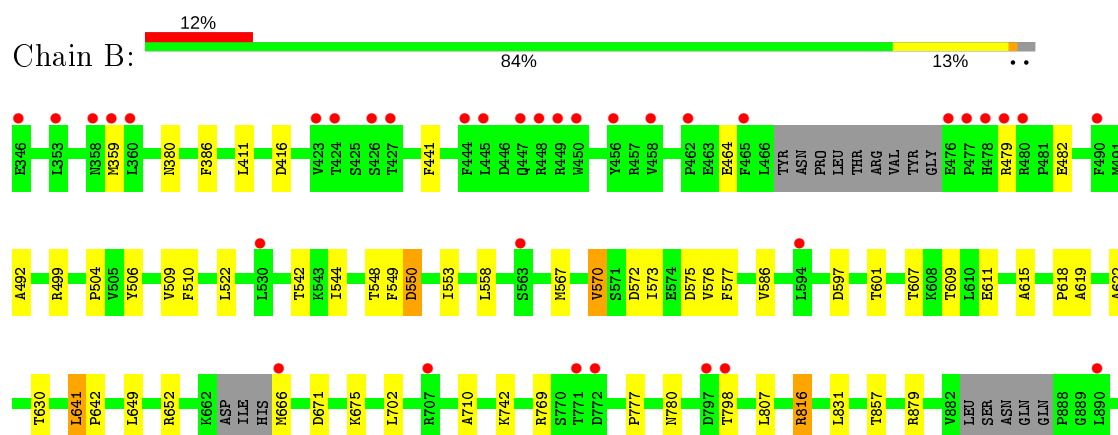 12%
Chain B:
84% 13% • •
E346 L353 N358 M359 L360 N380 F386 L411 D416 V423 T424 S425 S426 T427 F441 F444 L445 D446 Q447 R448 R449 W450 Y456 R457 V458 P462 E463 E464 F465 L466 TYR ASN PRO LEU THR ARG VAL TYR GLY E476 P477 H478 R479 R480 P481 E482 F490 M491
A492 R499 P504 V505 Y506 V509 F510 L522 L530 T542 K543 I544 T548 F549 D550 I553 L558 S563 M567 V570 S571 D572 I573 E574 D575 V576 F577 V586 L594 D597 T601 T607 K608 T609 L610 E611 A615 P618 A619 A622
T630 L641 P642 L649 R652 K662 ASP ILE HIS M666 D671 K675 L702 R707 A710 K742 R769 S770 T771 D772 P777 N780 D797 T798 L807 R816 L831 T857 R879 V882 LEU SER ASN GLN GLN P888 G889 L890